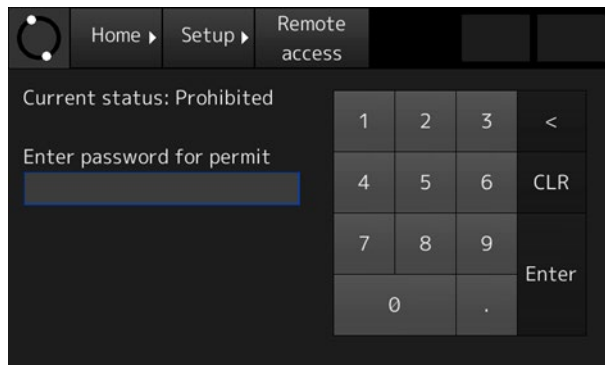 Home
Setup
Remote
access
Current status: Prohibited
Enter password for permit
1 2 3 <
4 5 6 CLR
7 8 9
Enter
0 .